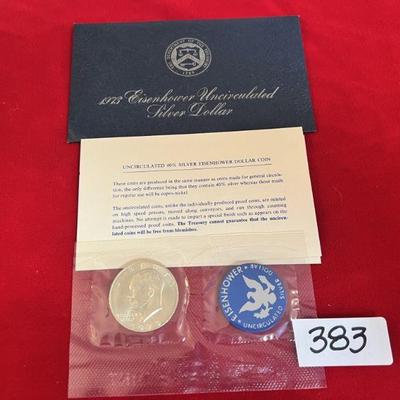 1973 Eisenhower Uncirculated
Silver Dollar
UNCIRCULATED 40% SILVER EISENHOWER DOLLAR COIN
These coins are produced in the same manner as coins made for general circula-
tion, the only difference being that they contain 40% silver whereas those made
for regular use will be cupro-nickel.
The uncirculated coins, unlike the individually produced proof coins, are minted
on high speed presses, moved along conveyors, and run through counting
machines. No attempt is made to impart a special finish such as appears on the
hand-processed proof coins. The Treasury cannot guarantee that the uncircu-
lated coins will be free from blemishes.
1973
EISENHOWER
SILVER DOLLAR
UNCIRCULATED
383